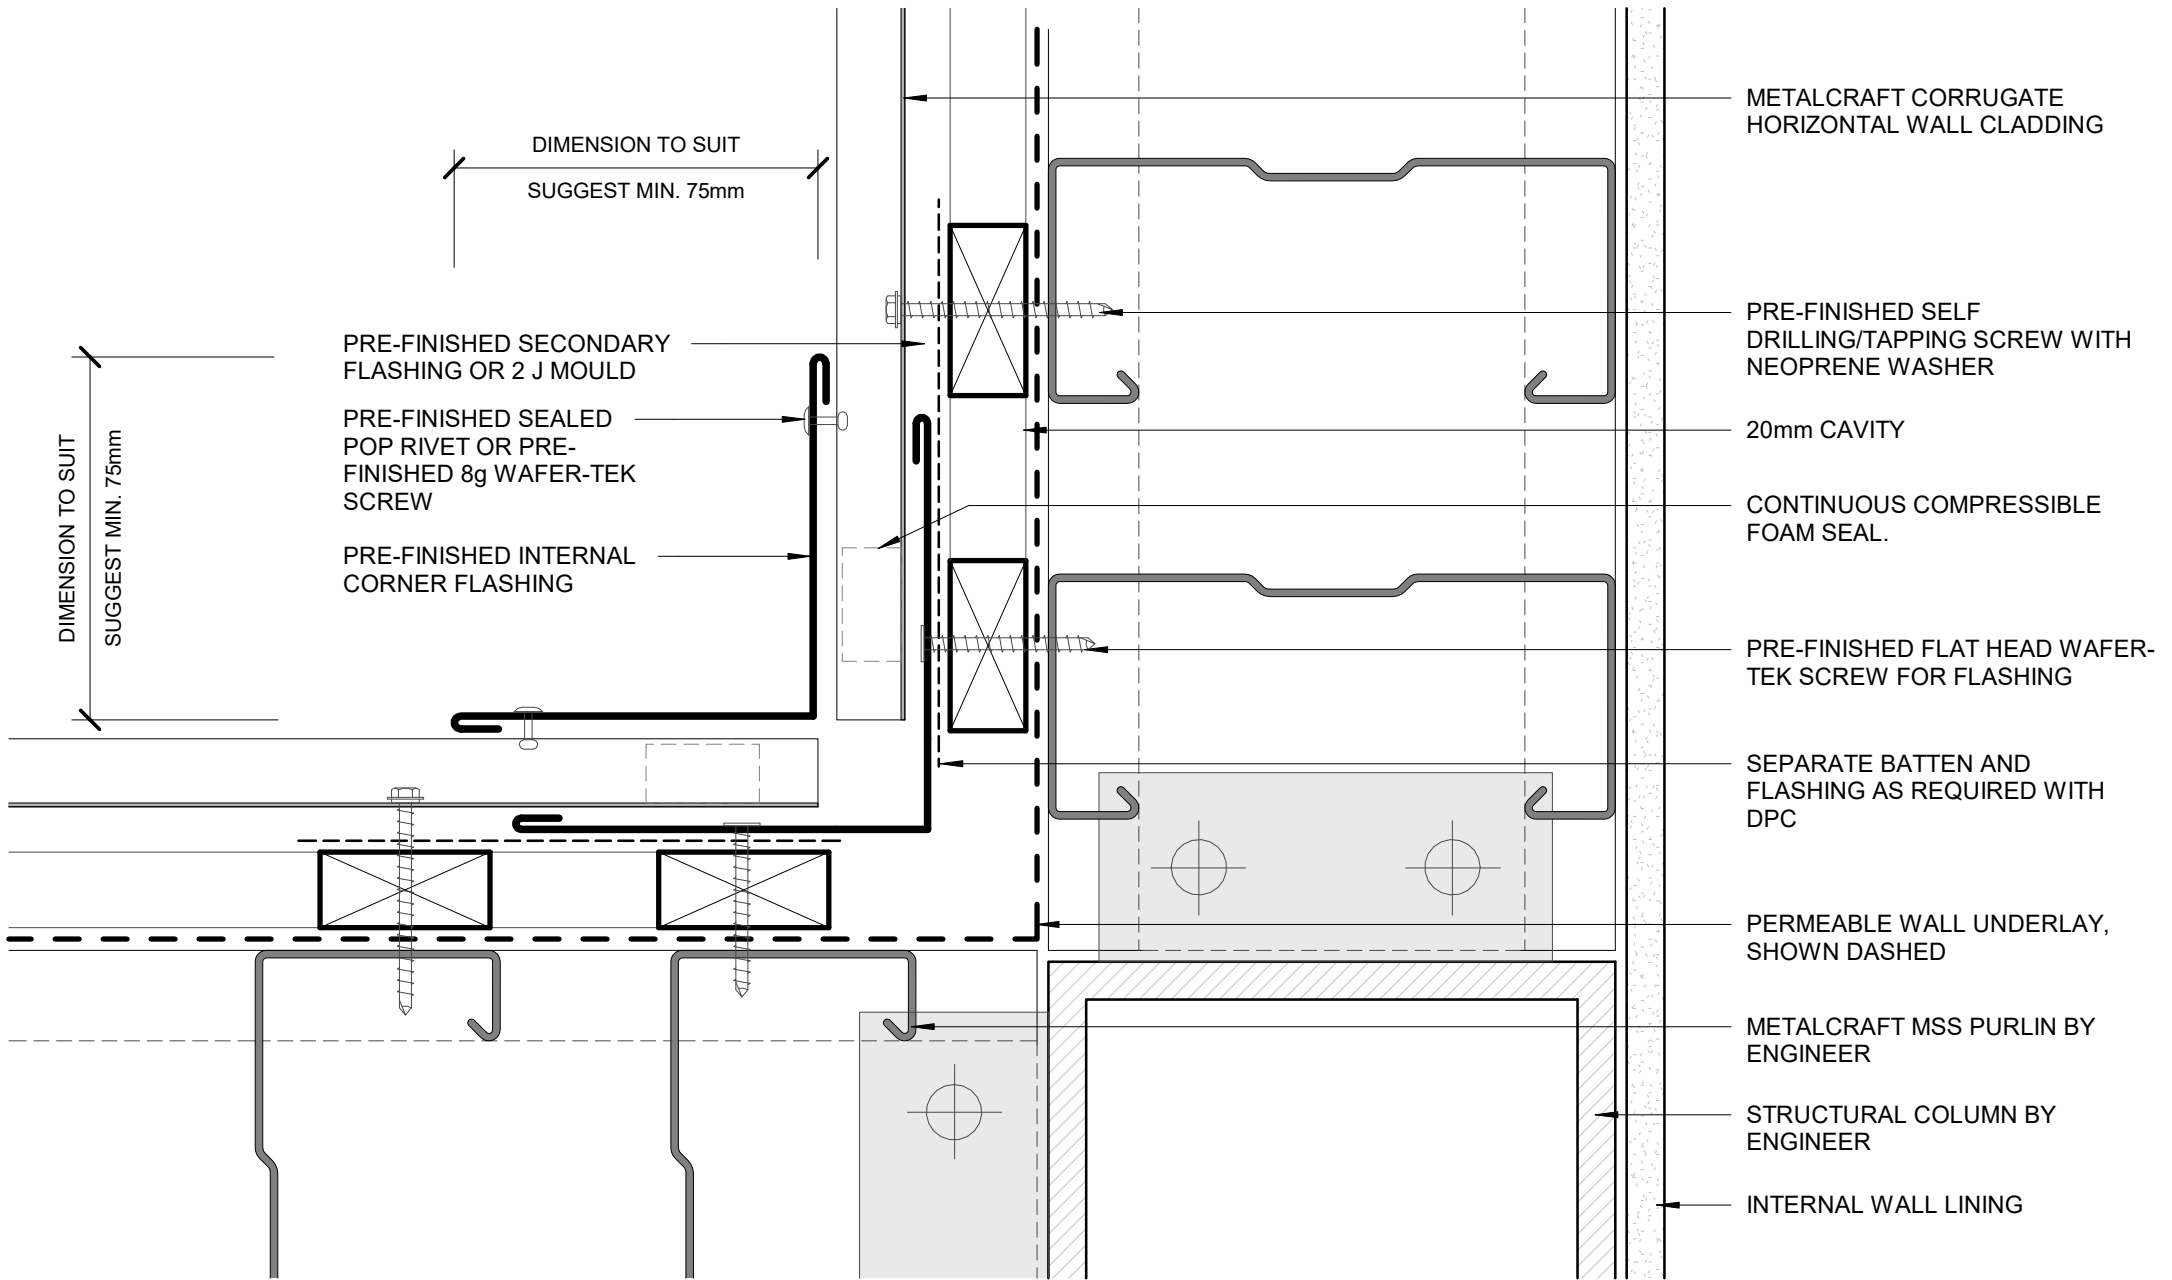 DIMENSION TO SUIT
SUGGEST MIN. 75mm
DIMENSION TO SUIT
SUGGEST MIN. 75mm
PRE-FINISHED SECONDARY
FLASHING OR 2 J MOULD
PRE-FINISHED SEALED
POP RIVET OR PRE-
FINISHED 8g WAFER-TEK
SCREW
PRE-FINISHED INTERNAL
CORNER FLASHING
METALCRAFT CORRUGATE
HORIZONTAL WALL CLADDING
PRE-FINISHED SELF
DRILLING/TAPPING SCREW WITH
NEOPRENE WASHER
20mm CAVITY
CONTINUOUS COMPRESSIBLE
FOAM SEAL.
PRE-FINISHED FLAT HEAD WAFER-
TEK SCREW FOR FLASHING
SEPARATE BATTEN AND
FLASHING AS REQUIRED WITH
DPC
PERMEABLE WALL UNDERLAY,
SHOWN DASHED
METALCRAFT MSS PURLIN BY
ENGINEER
STRUCTURAL COLUMN BY
ENGINEER
INTERNAL WALL LINING